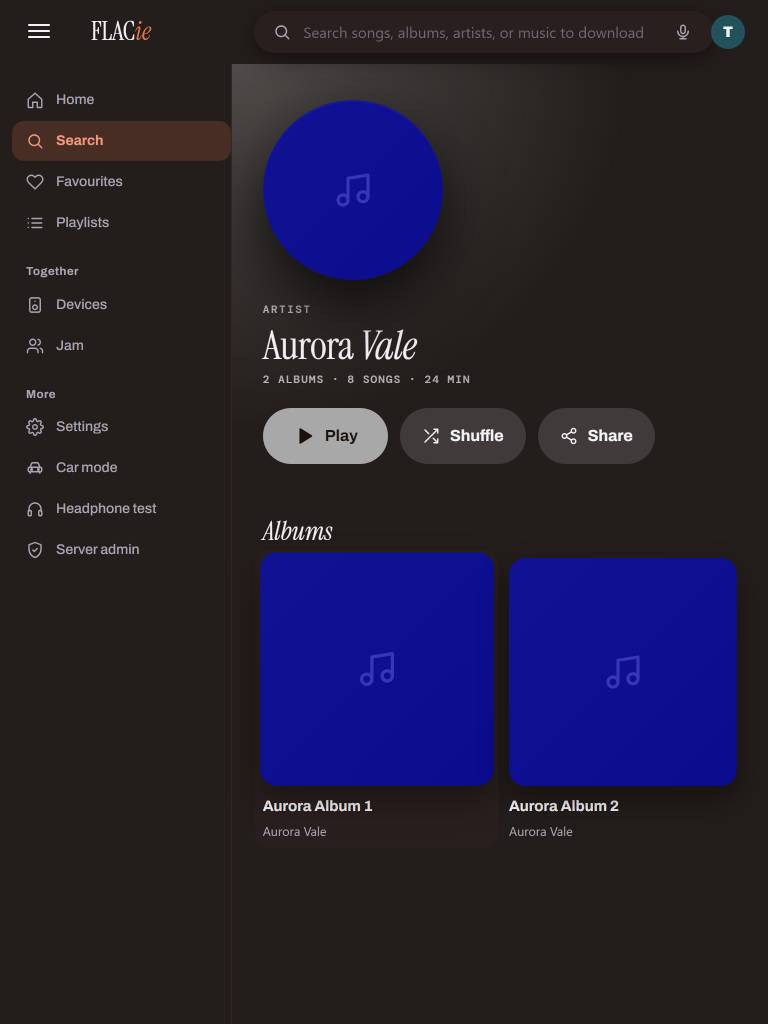 FLACie
Search songs, albums, artists, or music to download
T
Home
Search
Favourites
Playlists
Together
Devices
Jam
More
Settings
Car mode
Headphone test
Server admin
ARTIST
Aurora Vale
2 ALBUMS · 8 SONGS · 24 MIN
Play
Shuffle
Share
Albums
Aurora Album 1
Aurora Vale
Aurora Album 2
Aurora Vale